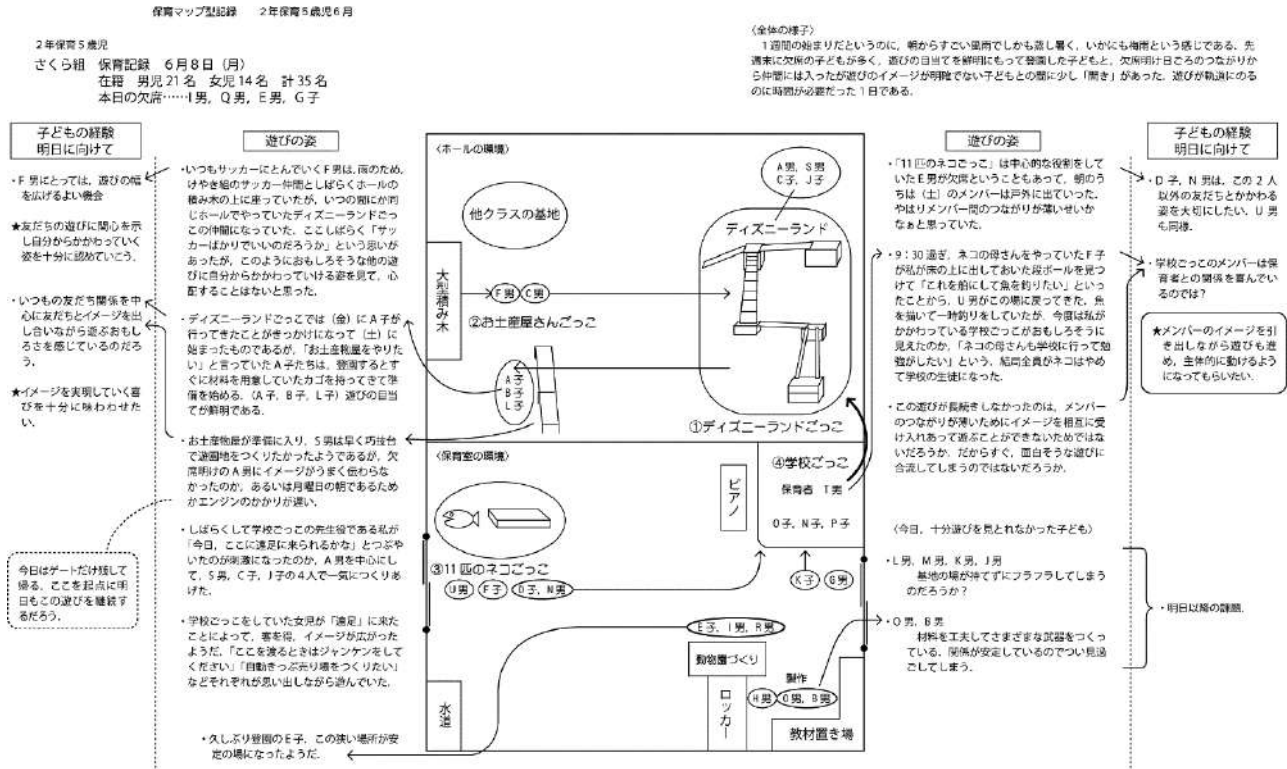 保育マップ型記録　2年保育5歳児6月
2年保育5歳児
さくら組　保育記録　6月8日（月）
在籍　男児21名　女児14名　計35名
本日の欠席……I男，Q男，E男，G子
〈全体の様子〉
1週間の始まりだというのに，朝からすごい風雨でしかも蒸し暑く，いかにも梅雨という感じである．先
週末に欠席の子どもが多く，遊びの目当てを鮮明にもって登園した子どもと，欠席明け日ごろのつながりか
ら仲間には入ったが遊びのイメージが明確でない子どもとの間に少し「開き」があった．遊びが軌道にのる
のに時間が必要だった1日である．
子どもの経験
明日に向けて
・F男にとっては，遊びの幅
を広げるよい機会
★友だちの遊びに関心を示
し自分からかかわっていく
姿を十分に認めていこう．
・いつもの友だち関係を中
心に友だちとイメージを出
し合いながら遊ぶおもし
ろさを感じているのだろ
う．
★イメージを実現していく喜
びを十分に味わわせた
い．
今日はゲートだけ残して
帰る．ここを起点に明
日もこの遊びを継続す
るだろう．
遊びの姿
・いつもサッカーにとんでいくF男は，雨のため，
けやき組のサッカー仲間としばらくホールの
積み木の上に座っていたが，いつの間にか同
じホールでやっていたディズニーランドごっ
この仲間になっていた．ここしばらく「サッ
カーばかりでいいのだろうか」という思いが
あったが，このようにおもしろそうな他の遊
びに自分からかかわっていける姿を見て，心
配することはないと思った．
・ディズニーランドごっこでは（金）にA子が
行ってきたことがきっかけになって（土）に
始まったものであるが，「お土産物屋をやりた
い」と言っていたA子たちは，登園するとす
ぐに材料を用意していたカゴを持ってきて準
備を始める．（A子，B子，L子）遊びの目当
てが鮮明である．
・お土産物屋が準備に入り，S男は早く巧技台
で遊園地をつくりたかったようであるが，欠
席明けのA男にイメージがうまく伝わらな
かったのか，あるいは月曜日の朝であるため
かエンジンのかかりが遅い．
・しばらくして学校ごっこの先生役である私が
「今日，ここに遠足に来られるかな」とつぶや
いたのが刺激になったのか，A男を中心にし
て，S男，C子，J子の4人で一気につくりあ
げた．
・学校ごっこをしていた女児が「遠足」に来た
ことによって，客を得，イメージが広がった
ようだ．「ここを渡るときはジャンケンをして
ください」「自動きっぷ売り場をつくりたい」
などそれぞれが思い出しながら遊んでいた．
・久しぶり登園のE子，この狭い場所が安
定の場になったようだ．
〈ホールの環境〉
A男，S男
C子，J子
他クラスの基地
ディズニーランド
大型積み木
F男
C男
②お土産屋さんごっこ
A子
B子
L子
①ディズニーランドごっこ
〈保育室の環境〉
ピアノ
④学校ごっこ
保育者　T男
O子，N子，P子
③11匹のネコごっこ
U男
F子
D子，N男
K子
G男
E子，I男，R男
動物園づくり
製作
H男
O男，B男
ロッカー
水道
教材置き場
遊びの姿
・「11匹のネコごっこ」は中心的な役割をして
いたE男が欠席ということもあって，朝のう
ちは（土）のメンバーは戸外に出ていった．
やはりメンバー間のつながりが薄いせいか
なぁと思っていた．
・9：30過ぎ，ネコの母さんをやっていたF子
が私が床の上に出しておいた段ボールを見つ
けて「これを船にして魚を釣りたい」といっ
たことから，U男がこの場に戻ってきた．魚
を描いて一時釣りをしていたが，今度は私が
かかわっている学校ごっこがおもしろそうに
見えたのか，「ネコの母さんも学校に行って勉
強がしたい」という．結局全員がネコはやめ
て学校の生徒になった．
・この遊びが長続きしなかったのは，メンバー
のつながりが薄いためにイメージを相互に受
け入れあって遊ぶことができないためではな
いだろうか．だからすぐ，面白そうな遊びに
合流してしまうのではないだろうか．
〈今日，十分遊びを見とれなかった子ども〉
・L男，M男，K男，J男
基地の場が持てずにフラフラしてしまう
のだろうか？
・O男，B男
材料を工夫してさまざまな武器をつくっ
ている．関係が安定しているのでつい見過
ごしてしまう．
子どもの経験
明日に向けて
・D子，N男は，この2人
以外の友だちとかかわる
姿を大切にしたい．U男
も同様．
・学校ごっこのメンバーは保
育者との関係を喜んで
いるのでは？
★メンバーのイメージを引
き出しながら遊びも進
め，主体的に動けるよう
になってもらいたい．
・明日以降の課題．